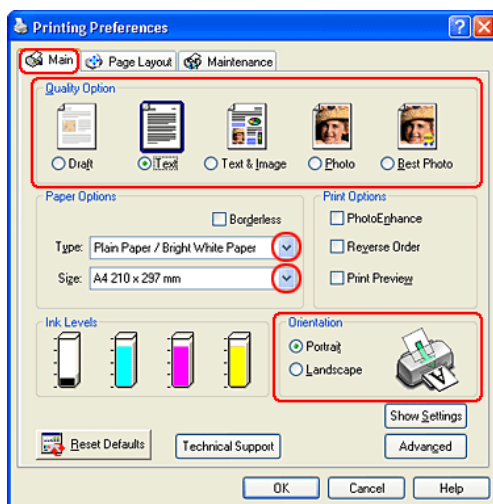 Printing Preferences
Main Page Layout Maintenance
Quality Option
Draft Text Text & Image Photo Best Photo
Paper Options
Print Options
Borderless
PhotoEnhance
Type: Plain Paper / Bright White Paper
Reverse Order
Size: A4 210 x 297 mm
Print Preview
Ink Levels
Orientation
Portrait
Landscape
A
Show Settings
Reset Defaults Technical Support Advanced
OK Cancel Help